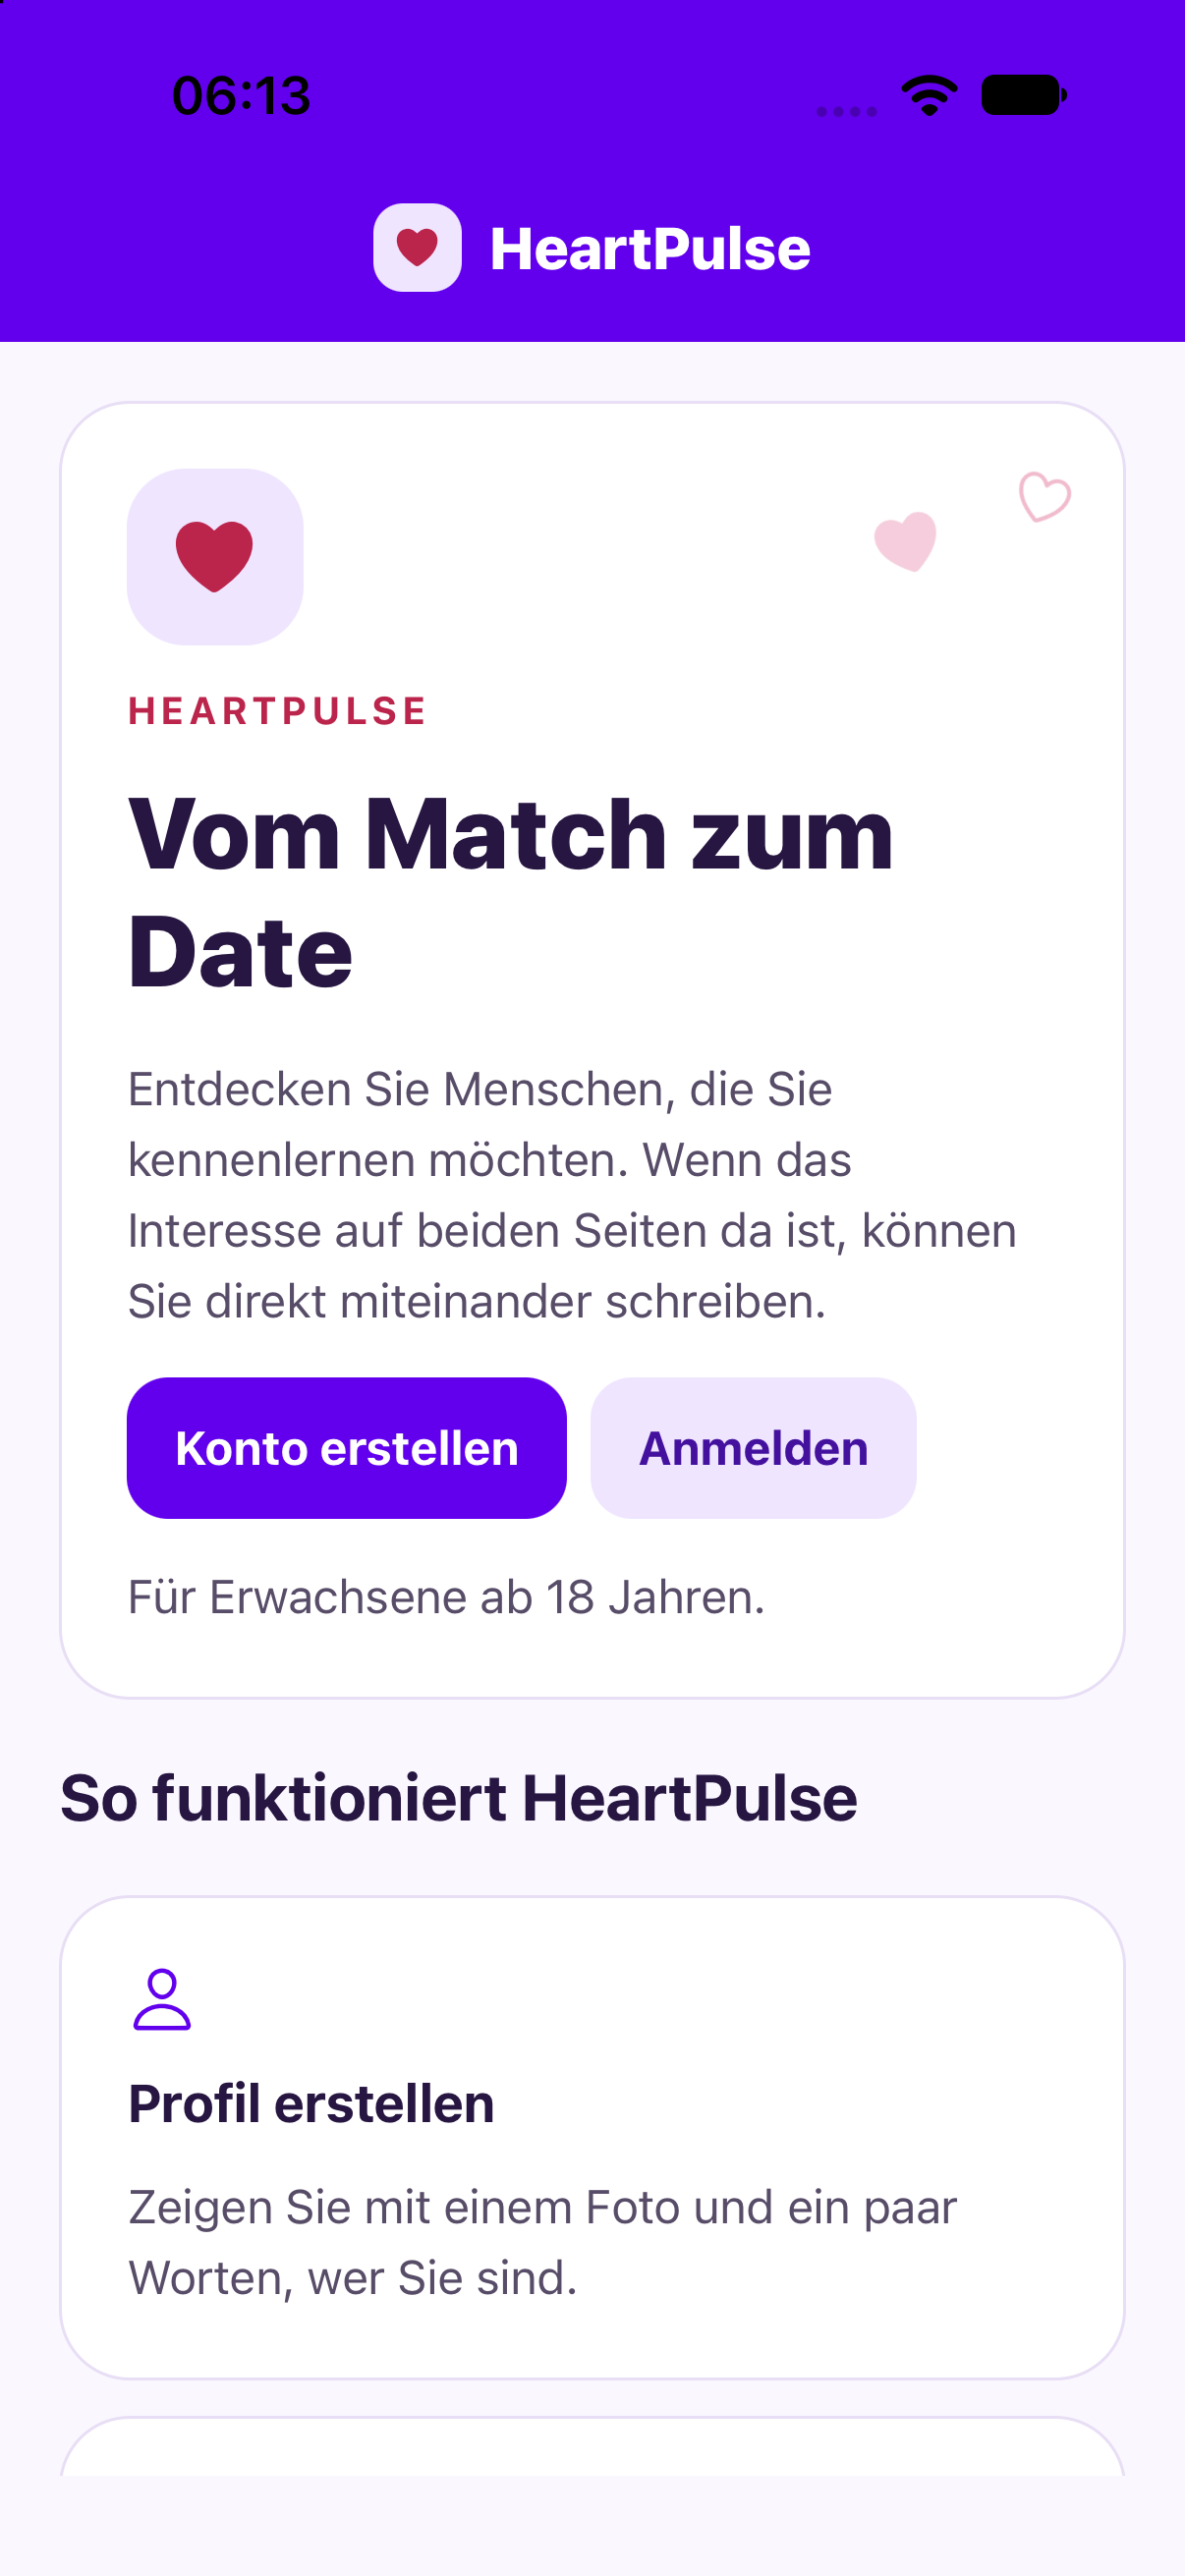 06:13
HeartPulse
HEARTPULSE
Vom Match zum
Date
Entdecken Sie Menschen, die Sie
kennenlernen möchten. Wenn das
Interesse auf beiden Seiten da ist, können
Sie direkt miteinander schreiben.
Konto erstellen
Anmelden
Für Erwachsene ab 18 Jahren.
So funktioniert HeartPulse
Profil erstellen
Zeigen Sie mit einem Foto und ein paar
Worten, wer Sie sind.